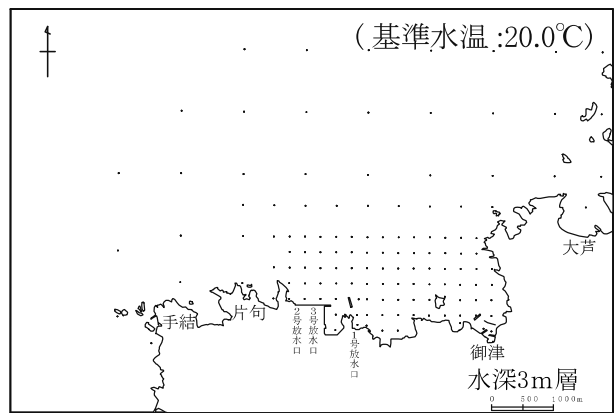 (基準水温:20.0℃)
大芦
手結
片句
2号放水口
3号放水口
1号放水口
御津
水深3m層
0 500 1000m